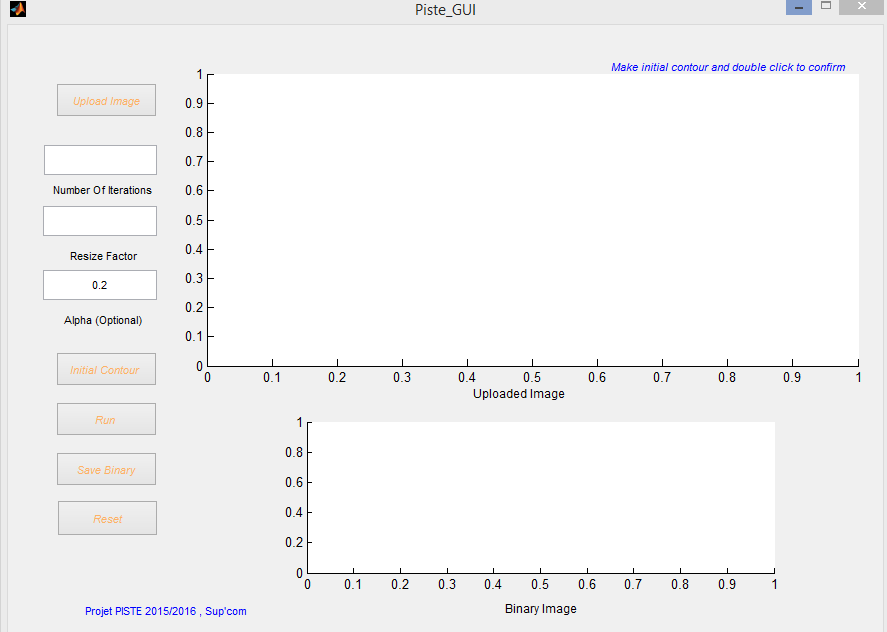 Piste_GUI
Make initial contour and double click to confirm
Upload Image
Number Of Iterations
Resize Factor
0.2
Alpha (Optional)
Initial Contour
Run
Save Binary
Reset
1
0.9
0.8
0.7
0.6
0.5
0.4
0.3
0.2
0.1
0
0 0.1 0.2 0.3 0.4 0.5 0.6 0.7 0.8 0.9 1
Uploaded Image
1
0.8
0.6
0.4
0.2
0
0 0.1 0.2 0.3 0.4 0.5 0.6 0.7 0.8 0.9 1
Binary Image
Projet PISTE 2015/2016 , Sup'com